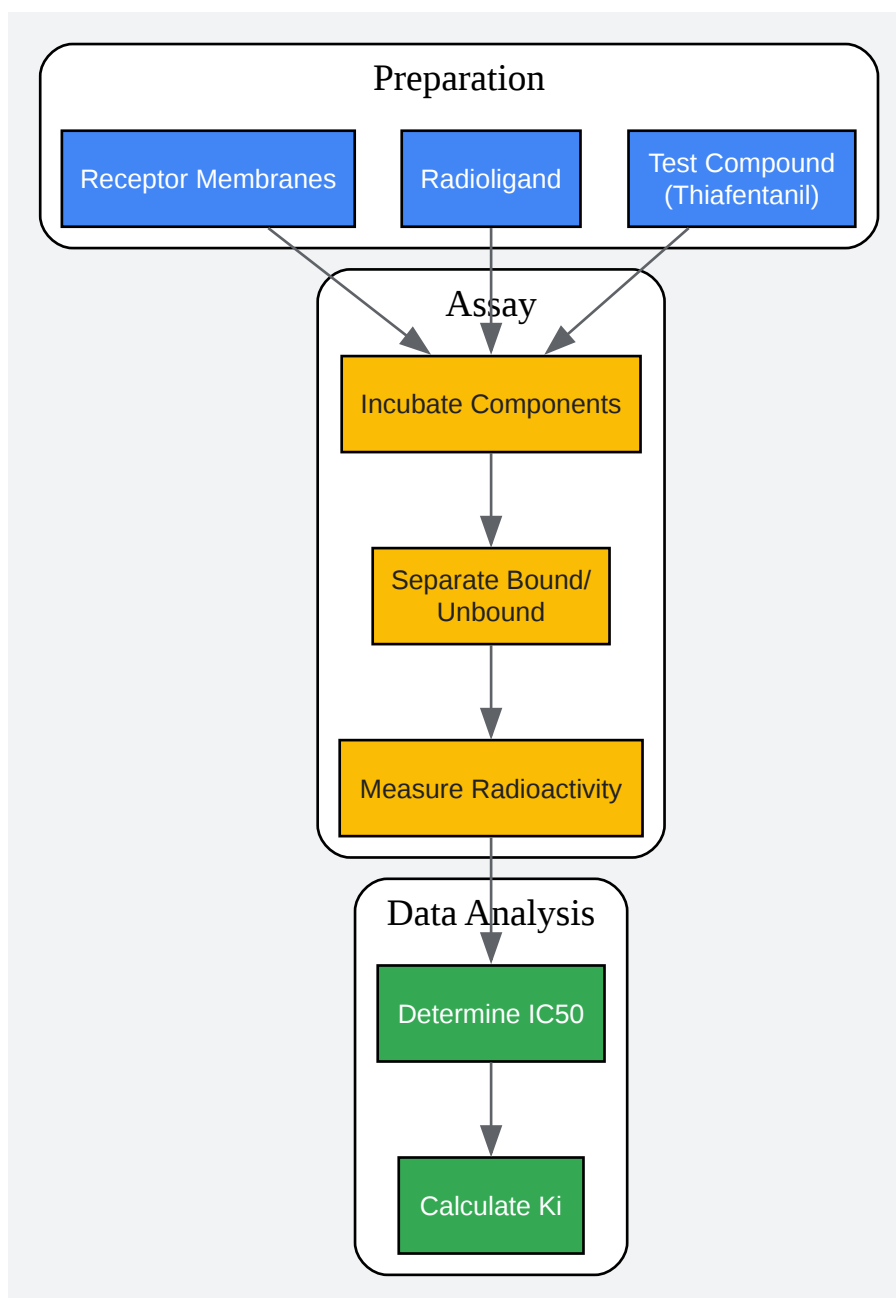 Preparation
Receptor Membranes
Radioligand
Test Compound
(Thiafentanil)
Assay
Incubate Components
Separate Bound/
Unbound
Measure Radioactivity
Data Analysis
Determine IC50
Calculate Ki